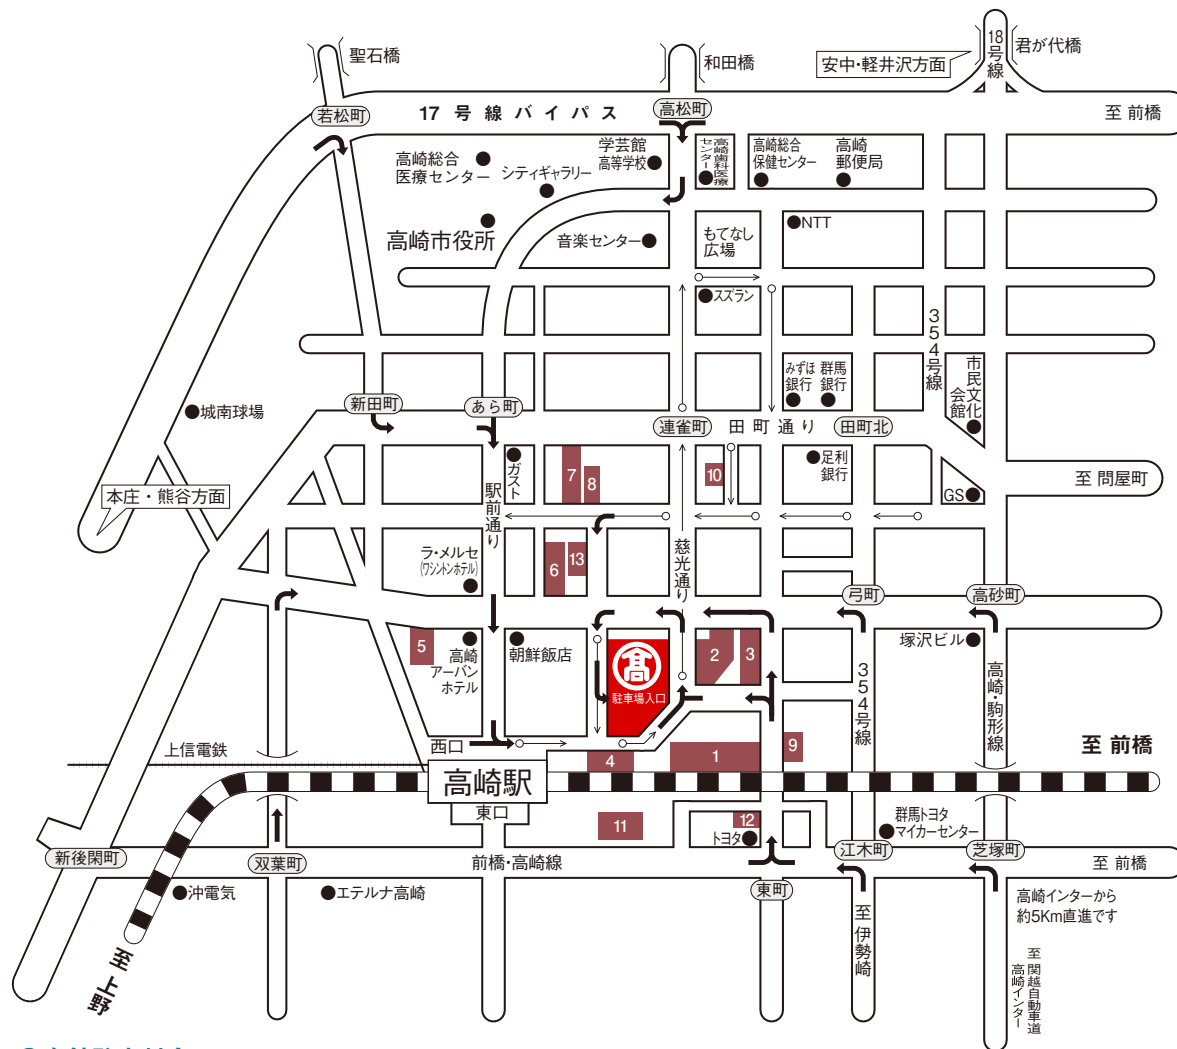 聖石橋
和田橋
18号線
君が代橋
安中・軽井沢方面
若松町
17号線バイパス
高松町
至 前橋
高崎総合
医療センター
シティギャラリー
学芸館
高等学校
高崎歯科医療
センター
高崎総合
保健センター
高崎
郵便局
高崎市役所
音楽センター
もてなし
広場
NTT
スズラン
354号線
みずほ
銀行
群馬
銀行
市民文化
会館
城南球場
新田町
あら町
連雀町
田町通り
田町北
本庄・熊谷方面
ガスト
7
8
10
足利
銀行
GS
至 問屋町
駅前通り
慈光通り
ラ・メルセ
(ワシントンホテル)
6
13
弓町
高砂町
5
高崎
アーバン
ホテル
朝鮮飯店
髙
駐車場入口
2
3
塚沢ビル
354号線
高崎・駒形線
西口
上信電鉄
4
1
9
至 前橋
高崎駅
東口
11
12
トヨタ
群馬トヨタ
マイカーセンター
新後閑町
双葉町
前橋・高崎線
江木町
芝塚町
至 前橋
沖電気
エテルナ高崎
東町
至 伊勢崎
高崎インターから
約5Km直進です
至 上野
至 関越自動車道
高崎インター